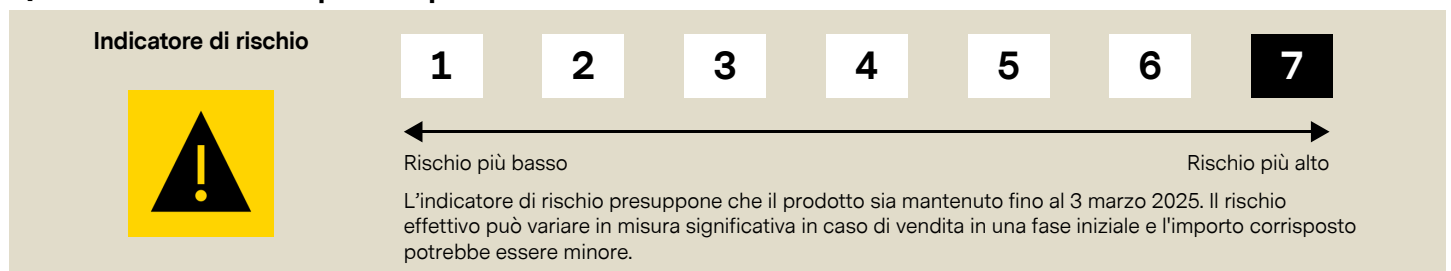 Indicatore di rischio
1 2 3 4 5 6 7
Rischio più basso Rischio più alto
L'indicatore di rischio presuppone che il prodotto sia mantenuto fino al 3 marzo 2025. Il rischio
effettivo può variare in misura significativa in caso di vendita in una fase iniziale e l'importo corrisposto
potrebbe essere minore.